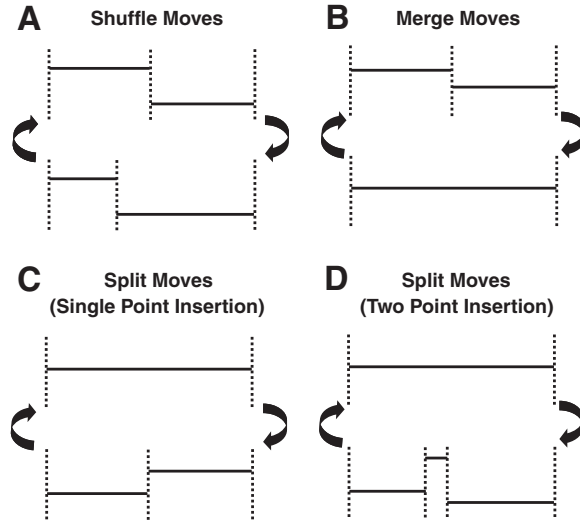 A Shuffle Moves
B Merge Moves
C Split Moves
(Single Point Insertion)
D Split Moves
(Two Point Insertion)